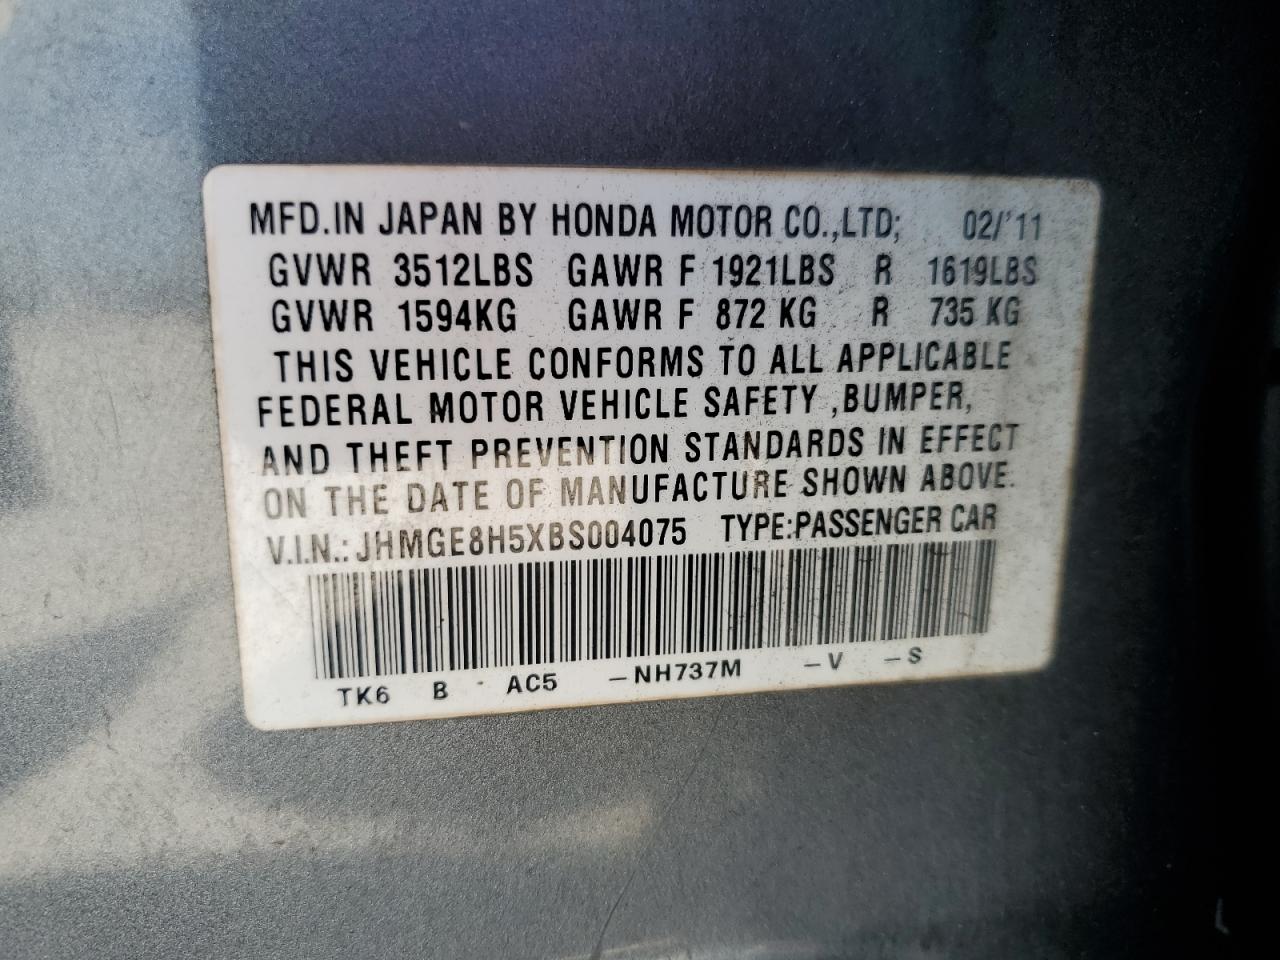 MFD.IN JAPAN BY HONDA MOTOR CO.,LTD; 02/'11
GVWR 3512LBS GAWR F 1921LBS R 1619LBS
GVWR 1594KG GAWR F 872 KG R 735 KG
THIS VEHICLE CONFORMS TO ALL APPLICABLE
FEDERAL MOTOR VEHICLE SAFETY ,BUMPER,
AND THEFT PREVENTION STANDARDS IN EFFECT
ON THE DATE OF MANUFACTURE SHOWN ABOVE.
V.I.N.: JHMGE8H5XBS004075 TYPE:PASSENGER CAR
TK6 B - AC5 –NH737M –V –S